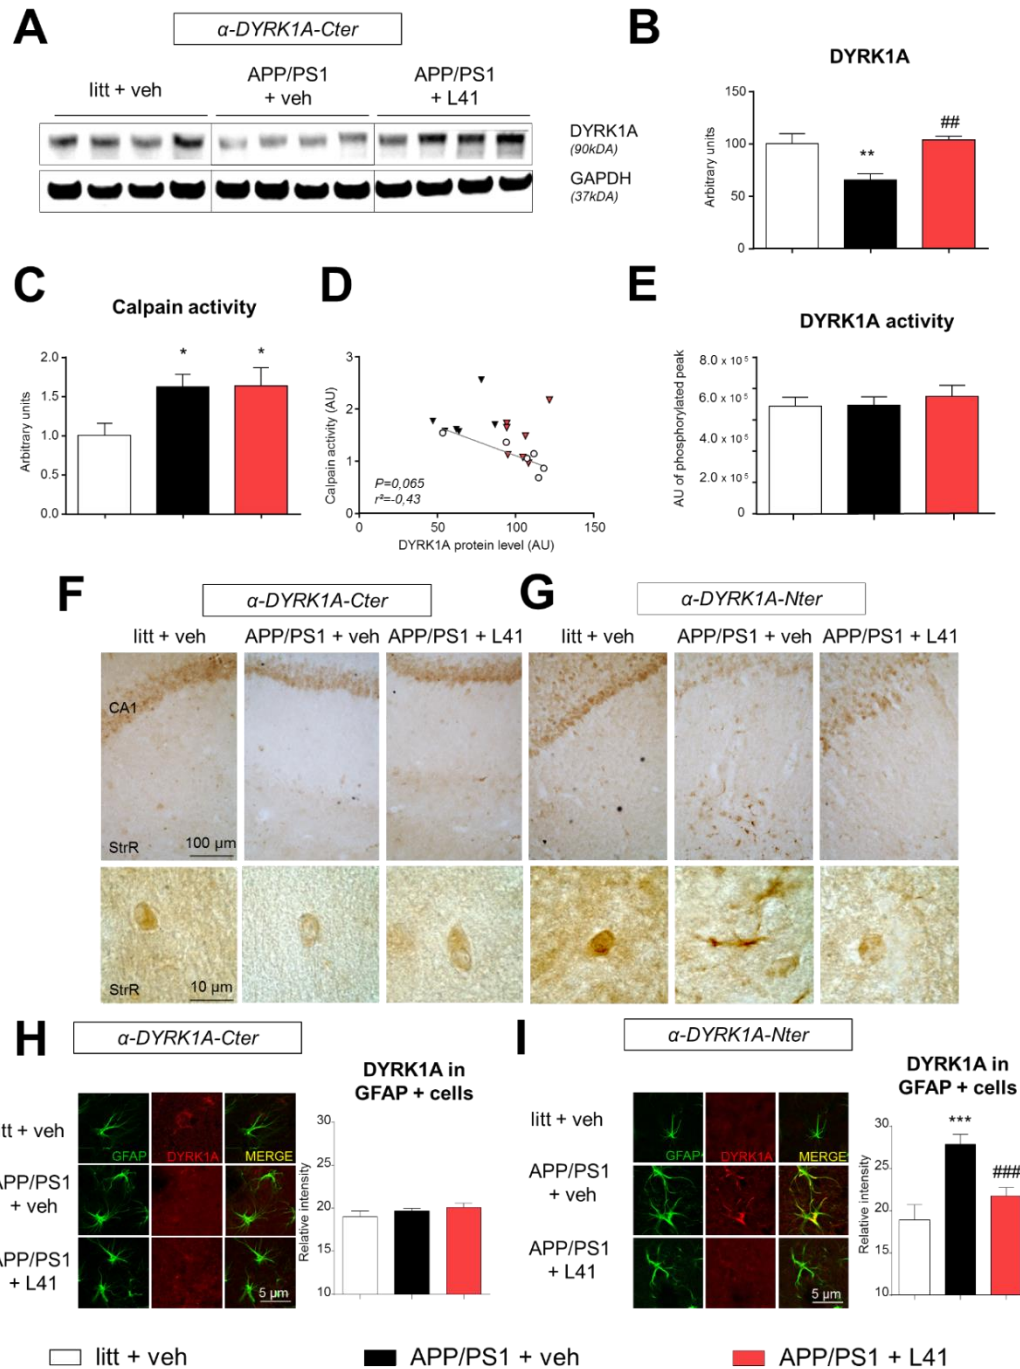 A
α-DYRK1A-Cter
litt + veh
APP/PS1
+ veh
APP/PS1
+ L41
DYRK1A
(90kDA)
GAPDH
(37kDA)
B
DYRK1A
Arbitrary units
150
100
50
0
**
##
C
Calpain activity
Arbitrary units
2.0
1.5
1.0
0.5
0.0
*
*
D
Calpain activity (AU)
3
2
1
0
P=0,065
r²=-0,43
0
50
100
150
DYRK1A protein level (AU)
E
DYRK1A activity
AU of phosphorylated peak
8.0 x 10⁵
6.0 x 10⁵
4.0 x 10⁵
2.0 x 10⁵
0
F
α-DYRK1A-Cter
litt + veh
APP/PS1 + veh
APP/PS1 + L41
CA1
StrR
100 µm
StrR
10 µm
G
α-DYRK1A-Nter
litt + veh
APP/PS1 + veh
APP/PS1 + L41
H
α-DYRK1A-Cter
itt + veh
APP/PS1
+ veh
APP/PS1
+ L41
GFAP
DYRK1A
MERGE
5 µm
DYRK1A in
GFAP + cells
Relative intensity
30
25
20
15
10
I
α-DYRK1A-Nter
litt + veh
APP/PS1
+ veh
APP/PS1
+ L41
GFAP
DYRK1A
MERGE
5 µm
DYRK1A in
GFAP + cells
Relative intensity
30
25
20
15
10
***
###
litt + veh
APP/PS1 + veh
APP/PS1 + L41